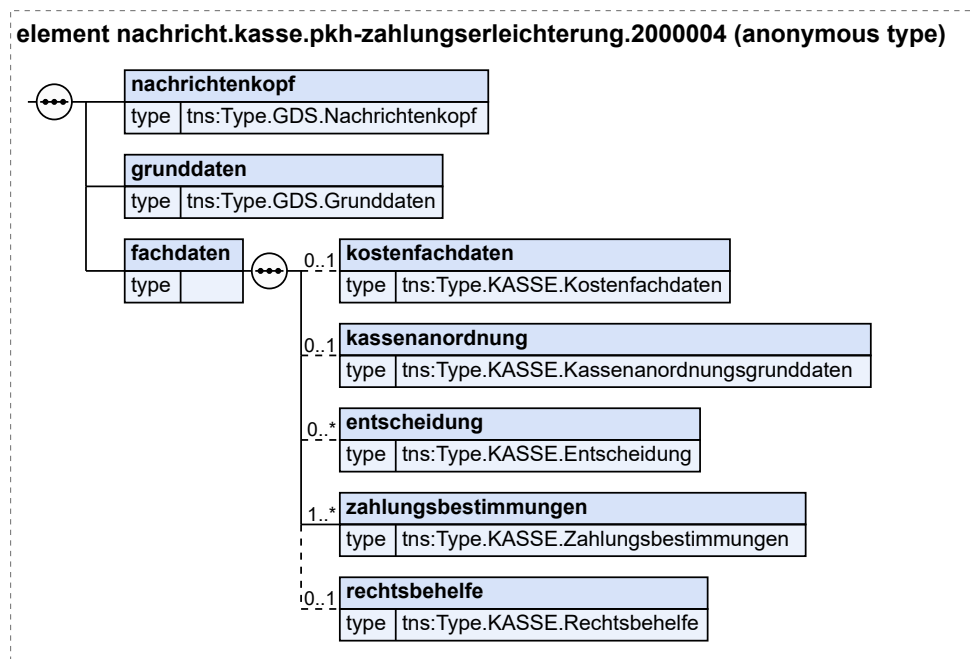 element nachricht.kasse.pkh-zahlungserleichterung.2000004 (anonymous type)
nachrichtenkopf
type tns:Type.GDS.Nachrichtenkopf
grunddaten
type tns:Type.GDS.Grunddaten
fachdaten
type
0..1 kostenfachdaten
type tns:Type.KASSE.Kostenfachdaten
0..1 kassenanordnung
type tns:Type.KASSE.Kassenanordnungsgrunddaten
0..* entscheidung
type tns:Type.KASSE.Entscheidung
1..* zahlungsbestimmungen
type tns:Type.KASSE.Zahlungsbestimmungen
0..1 rechtsbehelfe
type tns:Type.KASSE.Rechtsbehelfe